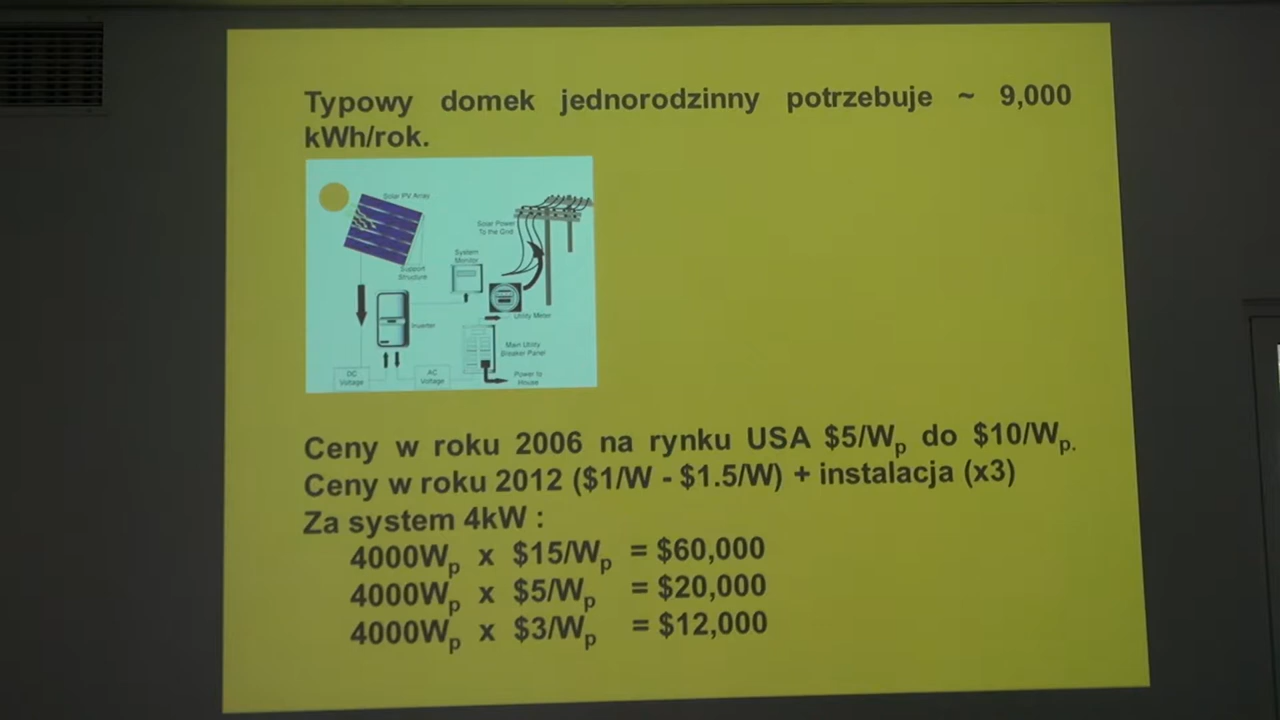 Typowy domek jednorodzinny potrzebuje ~ 9,000
kWh/rok.
Solar PV Array
Solar Power
To the Grid
System
Monitor
Support
Structure
Utility Meter
Inverter
Main Utility
Breaker Panel
DC
Voltage
AC
Voltage
Power to
House
Ceny w roku 2006 na rynku USA $5/Wp do $10/Wp.
Ceny w roku 2012 ($1/W - $1.5/W) + instalacja (x3)
Za system 4kW :
4000Wp x $15/Wp = $60,000
4000Wp x $5/Wp = $20,000
4000Wp x $3/Wp = $12,000